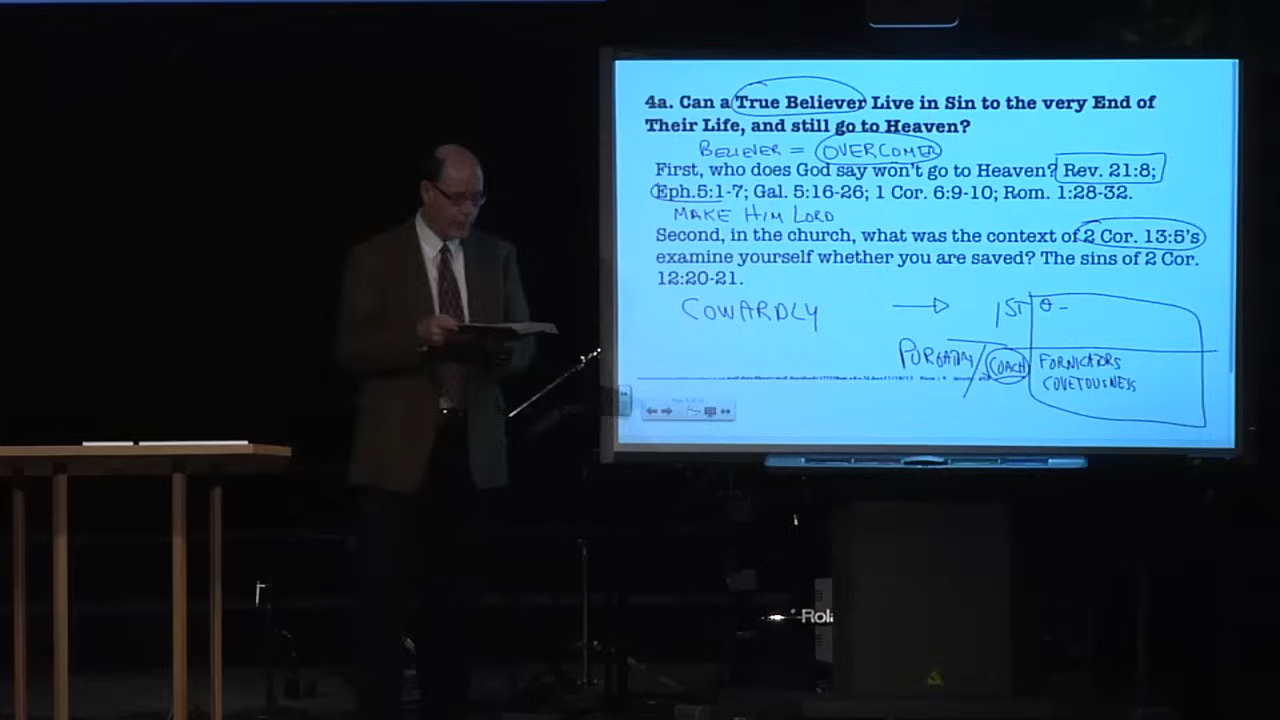 4a. Can a True Believer Live in Sin to the very End of
Their Life, and still go to Heaven?
BELIEVER = OVERCOMER
First, who does God say won't go to Heaven? Rev. 21:8;
Eph.5:1-7; Gal. 5:16-26; 1 Cor. 6:9-10; Rom. 1:28-32.
MAKE HIM LORD
Second, in the church, what was the context of 2 Cor. 13:5's
examine yourself whether you are saved? The sins of 2 Cor.
12:20-21.
COWARDLY
1ST
COACH
FORNICATORS
COVETOUSNESS
Rola